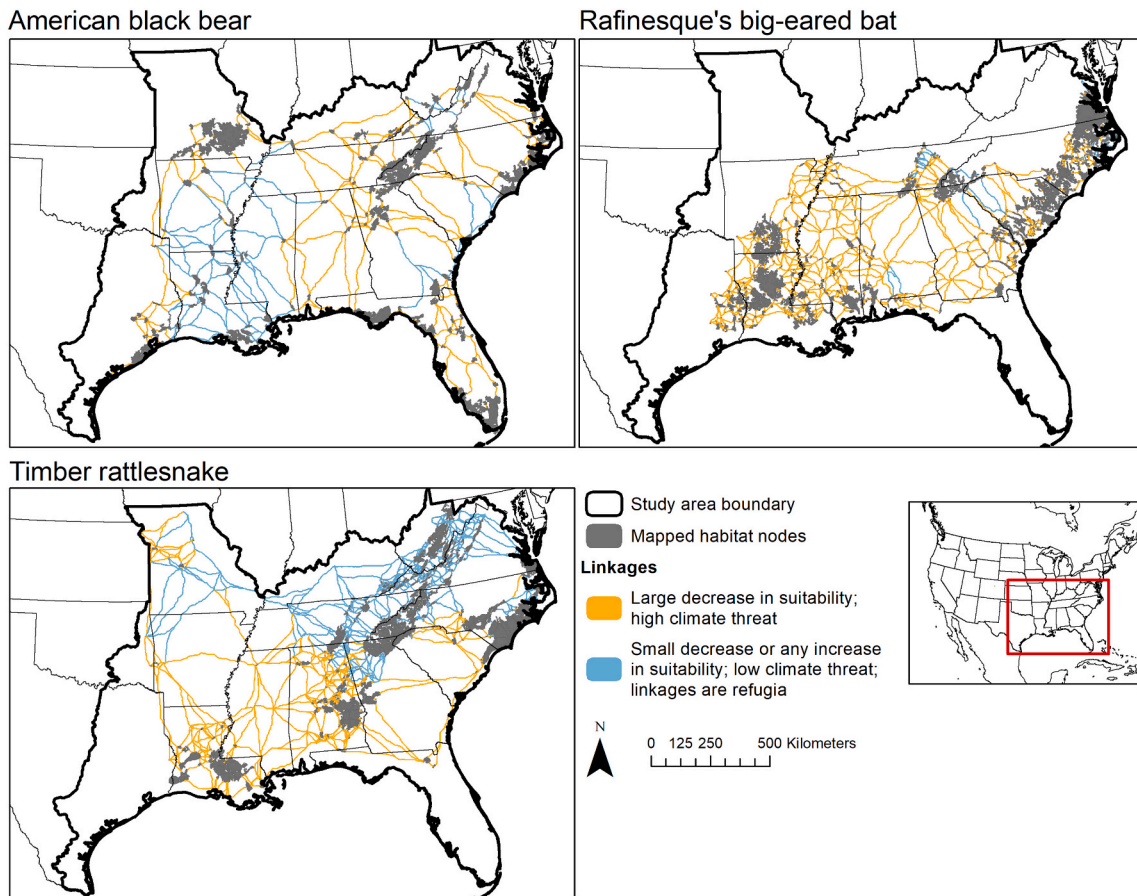 American black bear
Rafinesque's big-eared bat
Timber rattlesnake
Study area boundary
Mapped habitat nodes
Linkages
Large decrease in suitability;
high climate threat
Small decrease or any increase
in suitability; low climate threat;
linkages are refugia
N
0 125 250 500 Kilometers